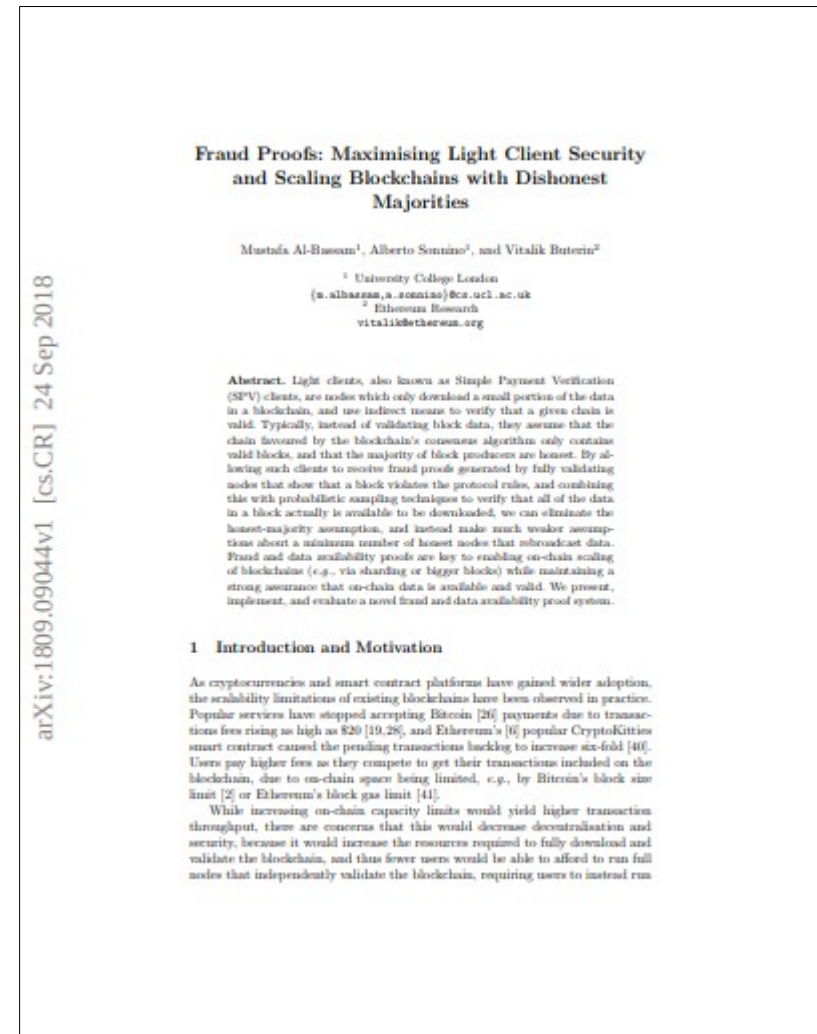 Fraud Proofs: Maximising Light Client Security
and Scaling Blockchains with Dishonest
Majorities
Mustafa Al-Bassam¹, Alberto Sonnino¹, and Vitalik Buterin²
¹ University College London
{m.albassam,a.sonnino}@cs.ucl.ac.uk
² Ethereum Research
vitalik@ethereum.org
arXiv:1809.09044v1 [cs.CR] 24 Sep 2018
Abstract. Light clients, also known as Simple Payment Verification
(SPV) clients, are nodes which only download a small portion of the data
in a blockchain, and use indirect means to verify that a given chain is
valid. Typically, instead of validating block data, they assume that the
chain favoured by the blockchain's consensus algorithm only contains
valid blocks, and that the majority of block producers are honest. By al-
lowing such clients to receive fraud proofs generated by fully validating
nodes that show that a block violates the protocol rules, and combining
this with probabilistic sampling techniques to verify that all of the data
in a block actually is available to be downloaded, we can eliminate the
honest-majority assumption, and instead make much weaker assump-
tions about a minimum number of honest nodes that rebroadcast data.
Fraud and data availability proofs are key to enabling on-chain scaling
of blockchains (e.g., via sharding or bigger blocks) while maintaining a
strong assurance that on-chain data is available and valid. We present,
implement, and evaluate a novel fraud and data availability proof system.
1 Introduction and Motivation
As cryptocurrencies and smart contract platforms have gained wider adoption,
the scalability limitations of existing blockchains have been observed in practice.
Popular services have stopped accepting Bitcoin [26] payments due to transac-
tions fees rising as high as $20 [19,28], and Ethereum's [6] popular CryptoKitties
smart contract caused the pending transactions backlog to increase six-fold [40].
Users pay higher fees as they compete to get their transactions included on the
blockchain, due to on-chain space being limited, e.g., by Bitcoin's block size
limit [2] or Ethereum's block gas limit [41].
While increasing on-chain capacity limits would yield higher transaction
throughput, there are concerns that this would decrease decentralisation and
security, because it would increase the resources required to fully download and
validate the blockchain, and thus fewer users would be able to afford to run full
nodes that independently validate the blockchain, requiring users to instead run